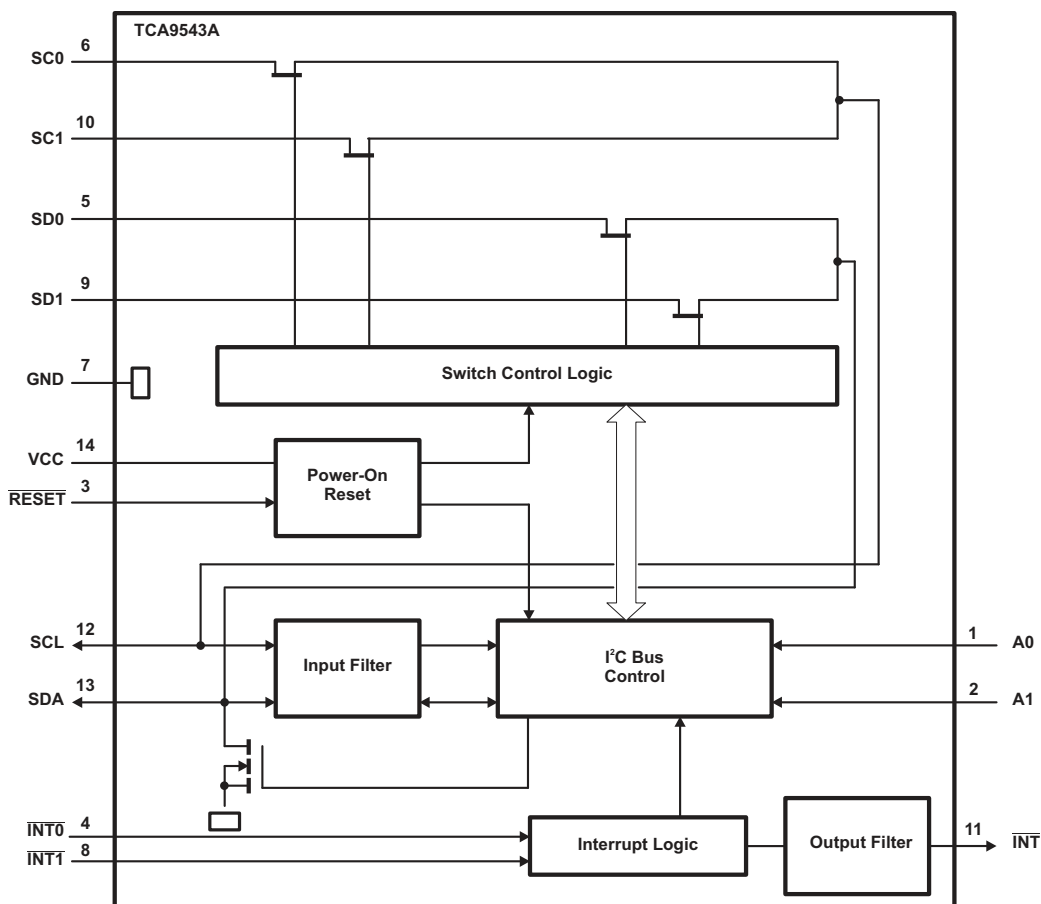 TCA9543A
SC0 6
SC1 10
SD0 5
SD1 9
GND 7
Switch Control Logic
VCC 14
RESET 3
Power-On
Reset
SCL 12
SDA 13
Input Filter
I²C Bus
Control
1 A0
2 A1
INT0 4
INT1 8
Interrupt Logic
Output Filter
11 INT